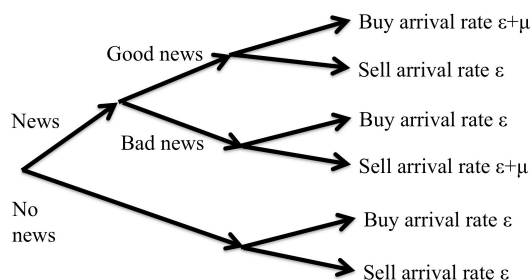 Buy arrival rate ε+μ
Good news
Sell arrival rate ε
News
Buy arrival rate ε
Bad news
Sell arrival rate ε+μ
No
news
Buy arrival rate ε
Sell arrival rate ε